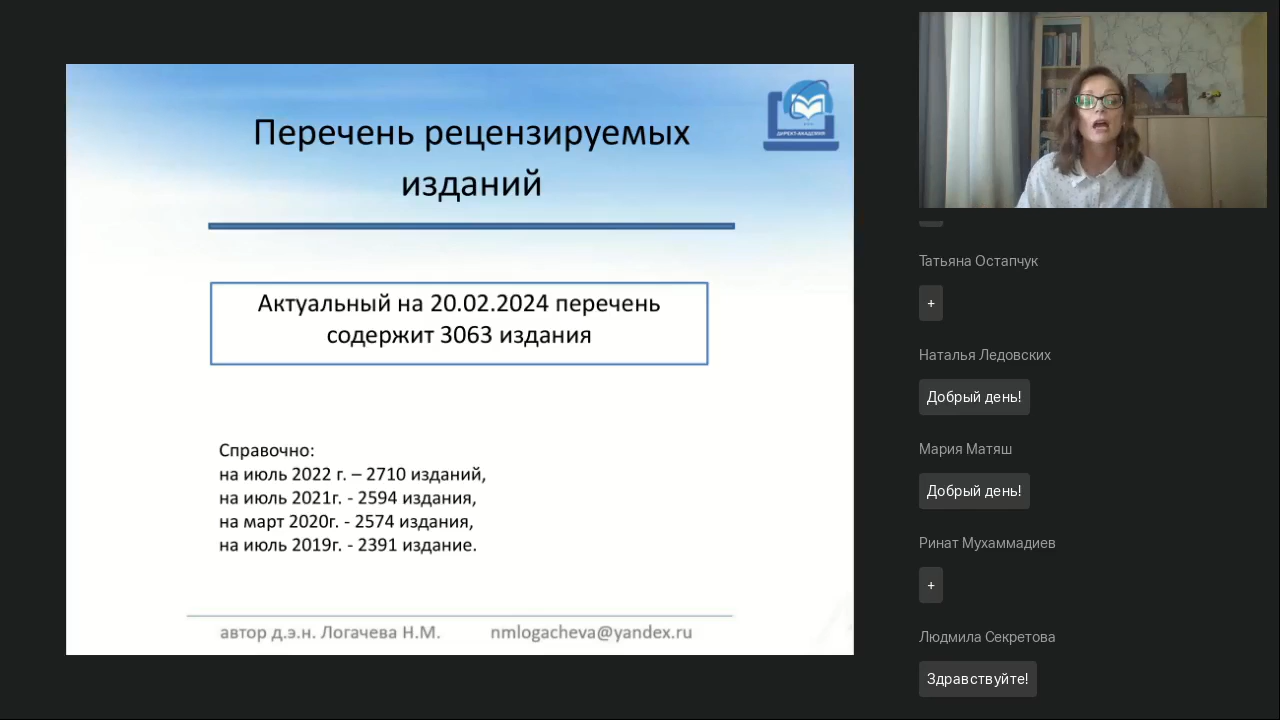 Перечень рецензируемых
изданий
ДИРЕКТ-АКАДЕМИЯ
Актуальный на 20.02.2024 перечень
содержит 3063 издания
Справочно:
на июль 2022 г. – 2710 изданий,
на июль 2021г. - 2594 издания,
на март 2020г. - 2574 издания,
на июль 2019г. - 2391 издание.
автор д.э.н. Логачева Н.М. nmlogacheva@yandex.ru
Татьяна Остапчук
+
Наталья Ледовских
Добрый день!
Мария Матяш
Добрый день!
Ринат Мухаммадиев
+
Людмила Секретова
Здравствуйте!